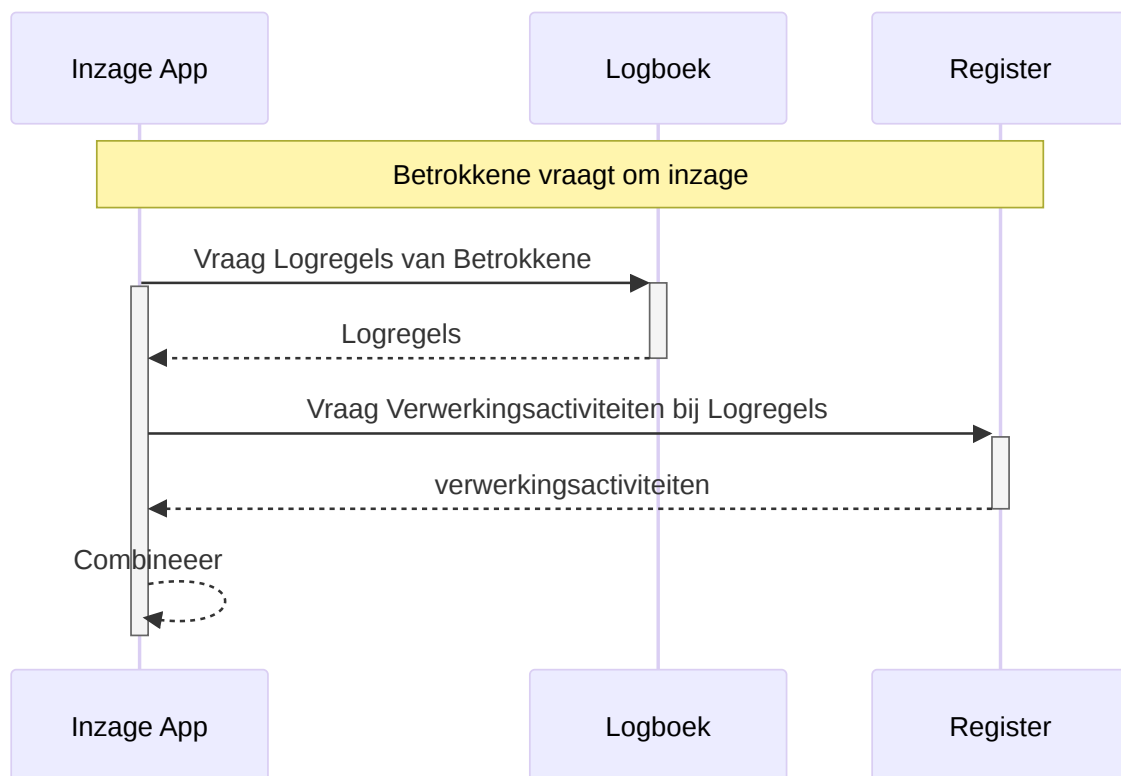 Inzage App
Logboek
Register
Betrokkene vraagt om inzage
Vraag Logregels van Betrokkene
Logregels
Vraag Verwerkingsactiviteiten bij Logregels
verwerkingsactiviteiten
Combineeer
Inzage App
Logboek
Register